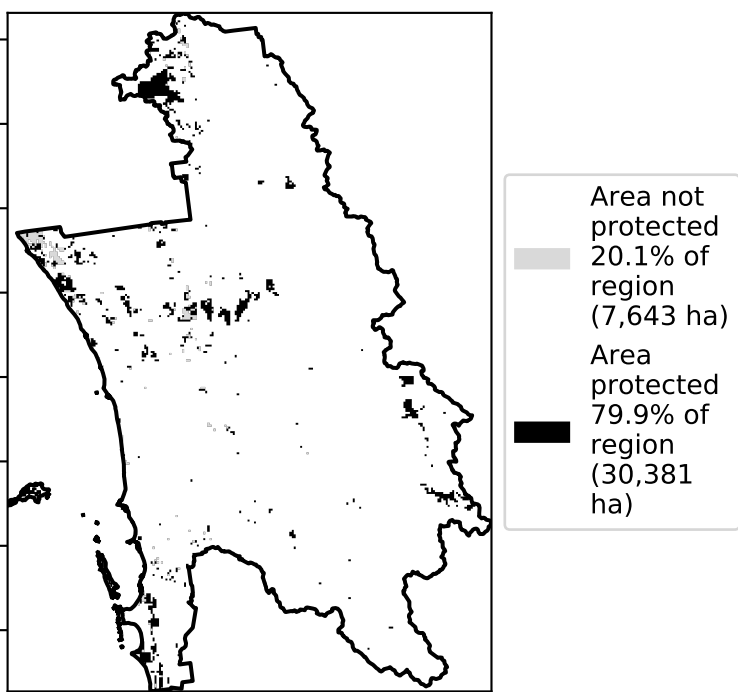 Area not
protected
20.1% of
region
(7,643 ha)
Area
protected
79.9% of
region
(30,381
ha)